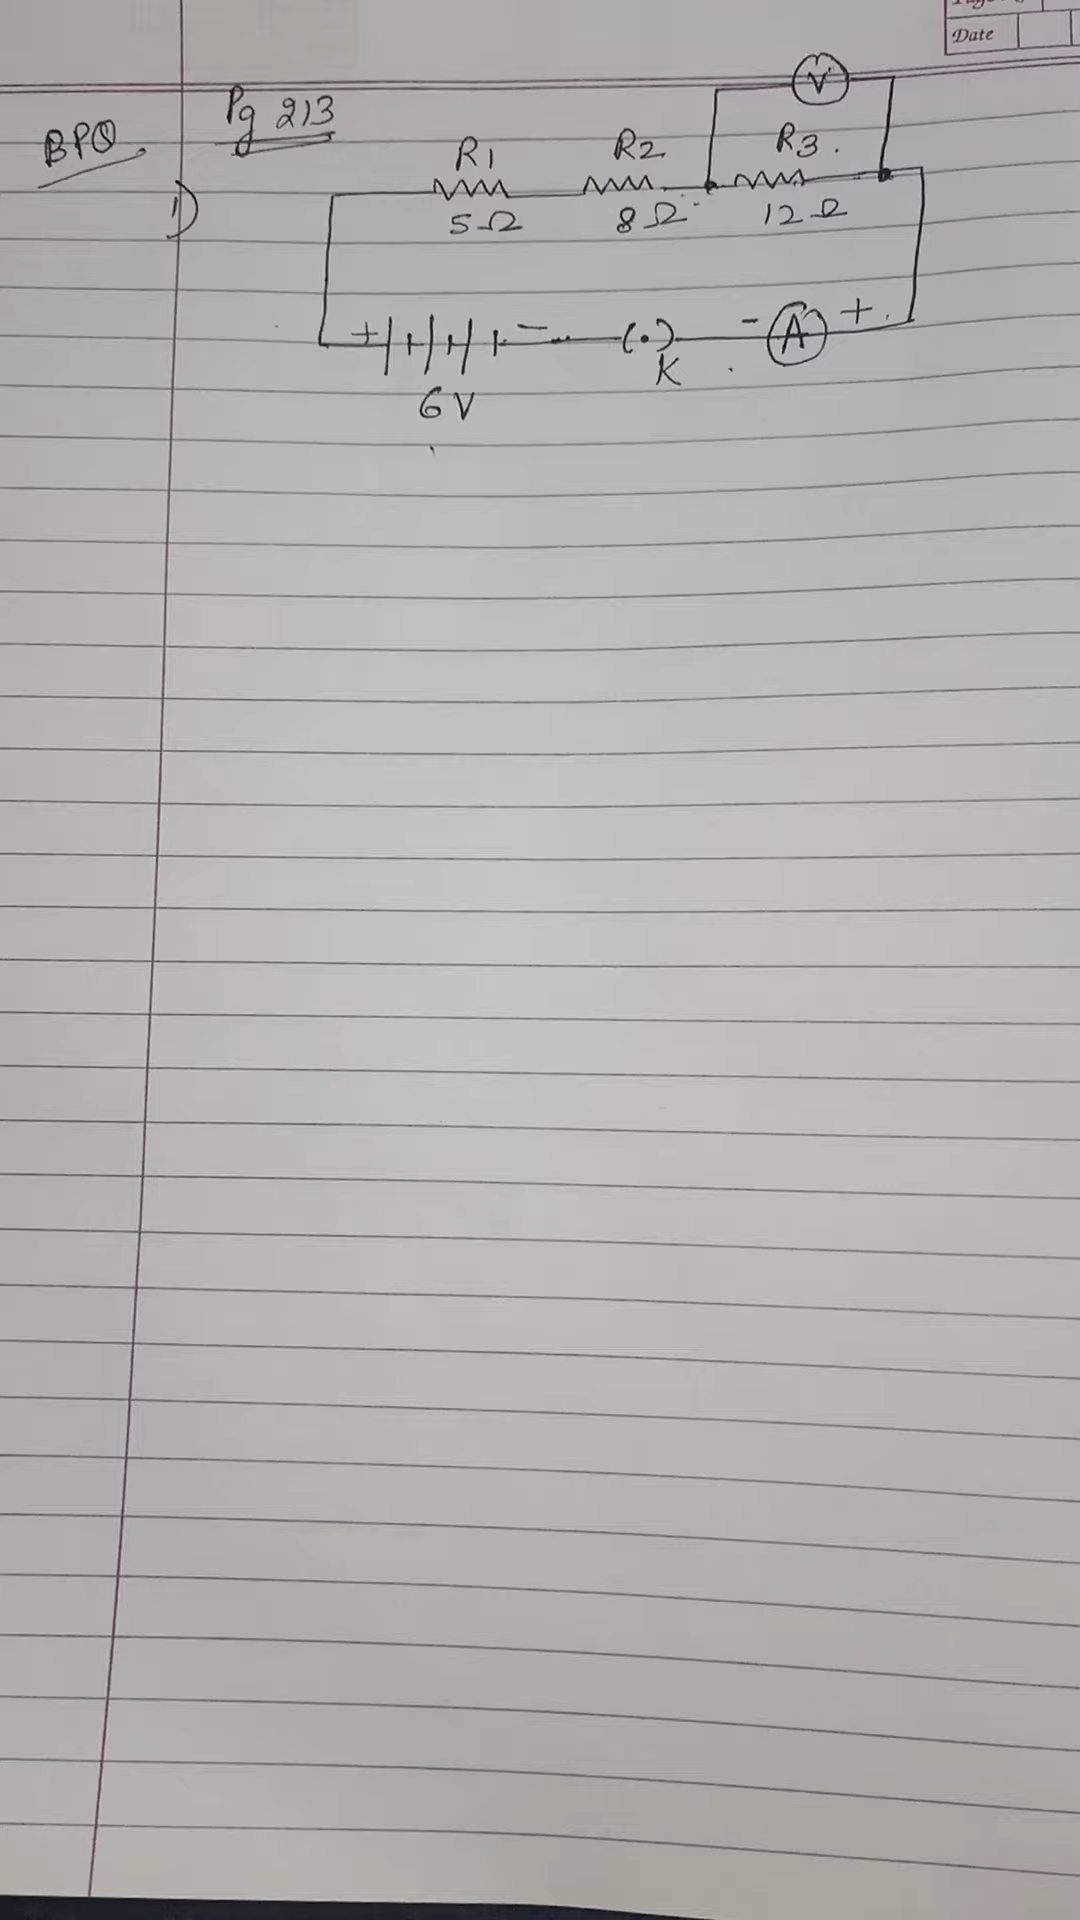 Date
BPQ. Pg 213
V
R1 R2 R3.
1)
5Ω 8Ω 12Ω
+ - (.) - A +
K
6V